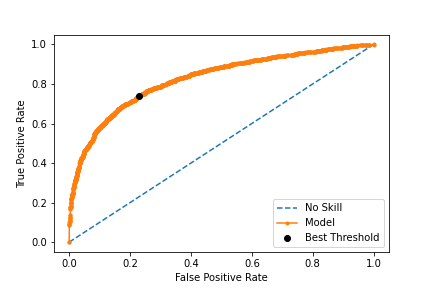 1.0
0.8
0.6
0.4
0.2
0.0
True Positive Rate
0.0 0.2 0.4 0.6 0.8 1.0
False Positive Rate
No Skill
Model
Best Threshold